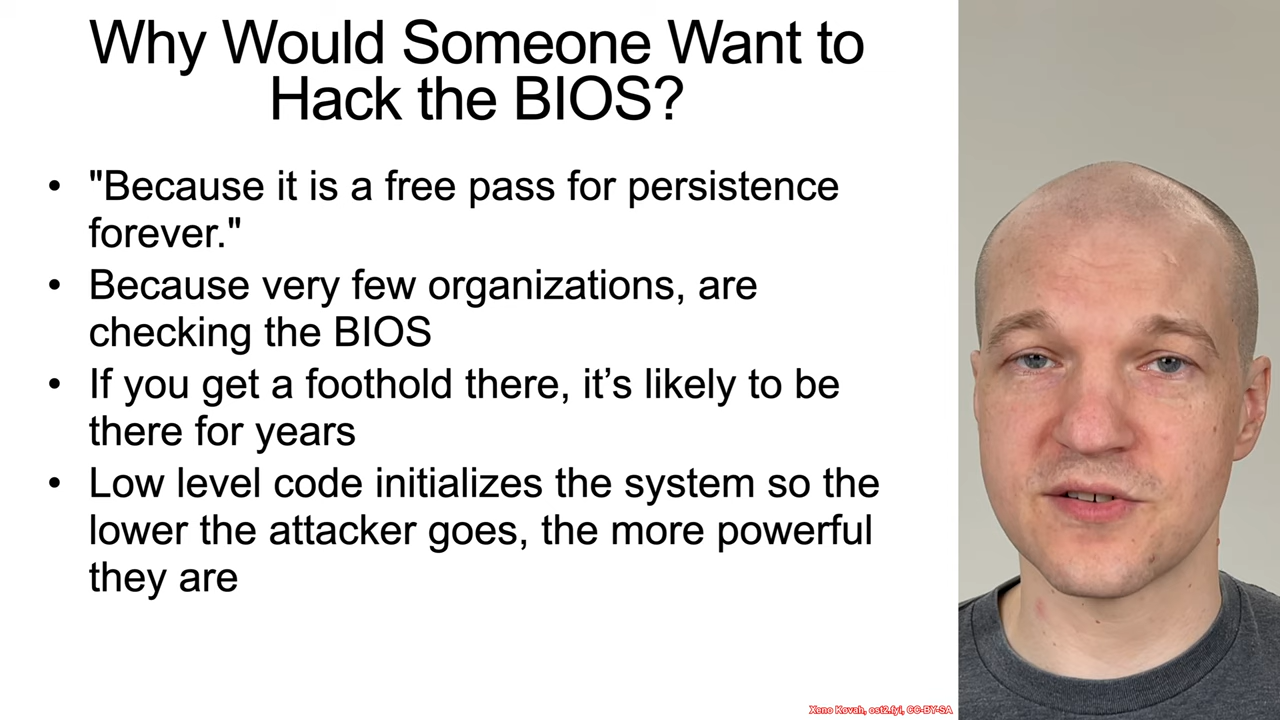 Why Would Someone Want to
Hack the BIOS?
• "Because it is a free pass for persistence
forever."
• Because very few organizations, are
checking the BIOS
• If you get a foothold there, it’s likely to be
there for years
• Low level code initializes the system so the
lower the attacker goes, the more powerful
they are
Xeno Kovah, ost2.fyi, CC-BY-SA